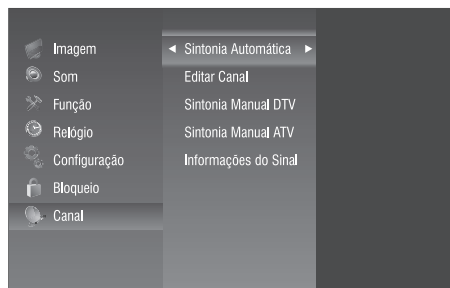 Imagem
Som
Função
Relógio
Configuração
Bloqueio
Canal
Sintonia Automática
Editar Canal
Sintonia Manual DTV
Sintonia Manual ATV
Informações do Sinal